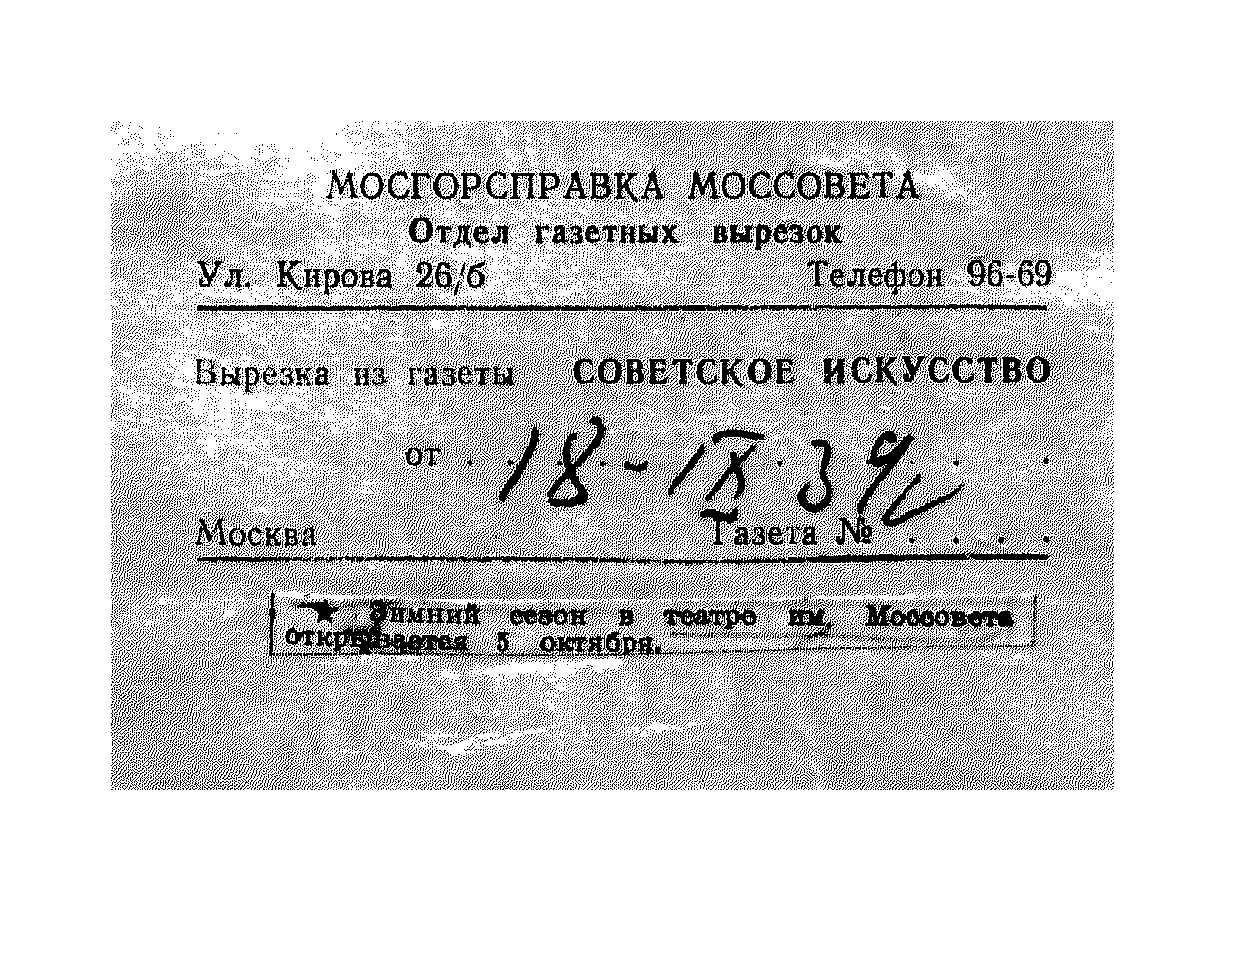 МОСГОРСПРАВКА МОССОВЕТА
Отдел газетных вырезок
Ул. Кирова 26/б Телефон 96-69
Вырезка из газеты СОВЕТСКОЕ ИСКУССТВО
от 18-IX 39
Москва Газета №
★ Зимний сезон в театре им. Моссовета
открывается 5 октября.